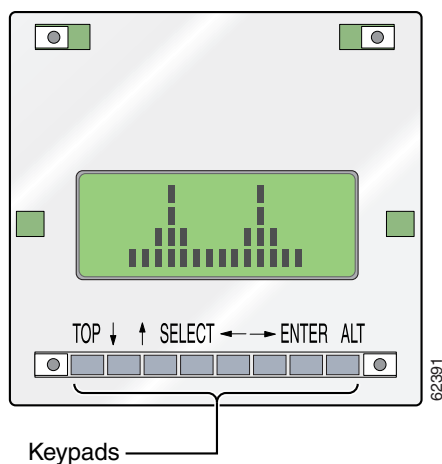 TOP ↓ ↑ SELECT ← → ENTER ALT
62391
Keypads